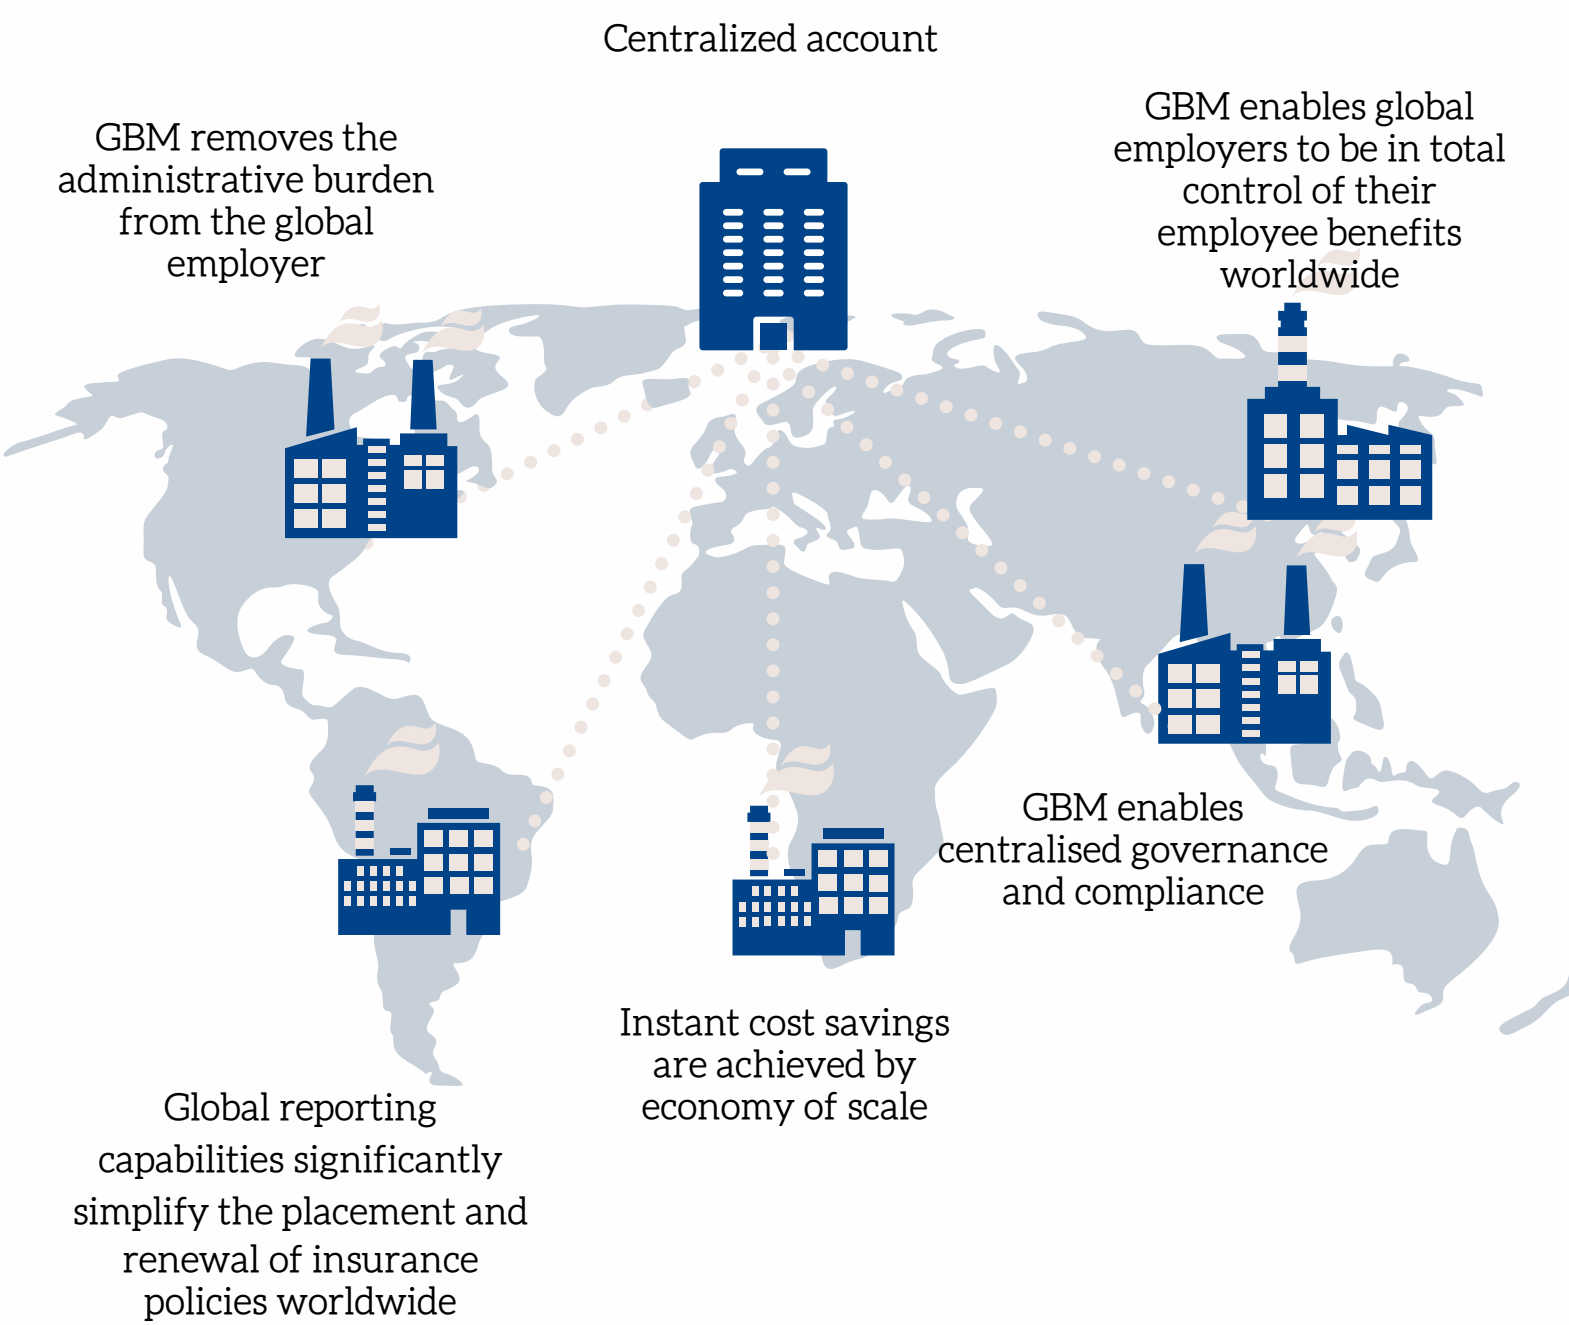 Centralized account
GBM removes the
administrative burden
from the global
employer
GBM enables global
employers to be in total
control of their
employee benefits
worldwide
GBM enables
centralised governance
and compliance
Instant cost savings
are achieved by
economy of scale
Global reporting
capabilities significantly
simplify the placement and
renewal of insurance
policies worldwide